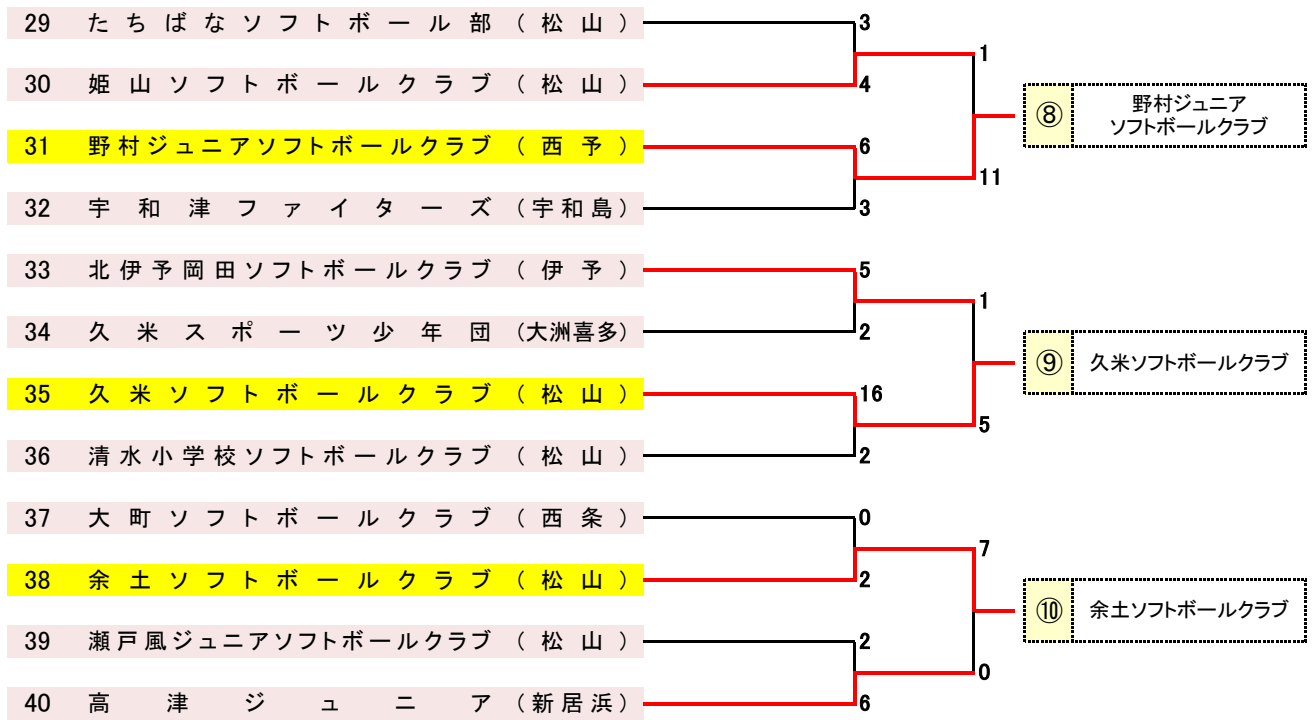 29 たちばなソフトボール部 (松山) 3
1
30 姫山ソフトボールクラブ (松山) 4
⑧ 野村ジュニア
ソフトボールクラブ
31 野村ジュニアソフトボールクラブ (西予) 6
11
32 宇和津ファイターズ (宇和島) 3
33 北伊予岡田ソフトボールクラブ (伊予) 5
1
34 久米スポーツ少年団 (大洲喜多) 2
⑨ 久米ソフトボールクラブ
35 久米ソフトボールクラブ (松山) 16
5
36 清水小学校ソフトボールクラブ (松山) 2
37 大町ソフトボールクラブ (西条) 0
7
38 余土ソフトボールクラブ (松山) 2
⑩ 余土ソフトボールクラブ
39 瀬戸風ジュニアソフトボールクラブ (松山) 2
0
40 高津ジュニア (新居浜) 6